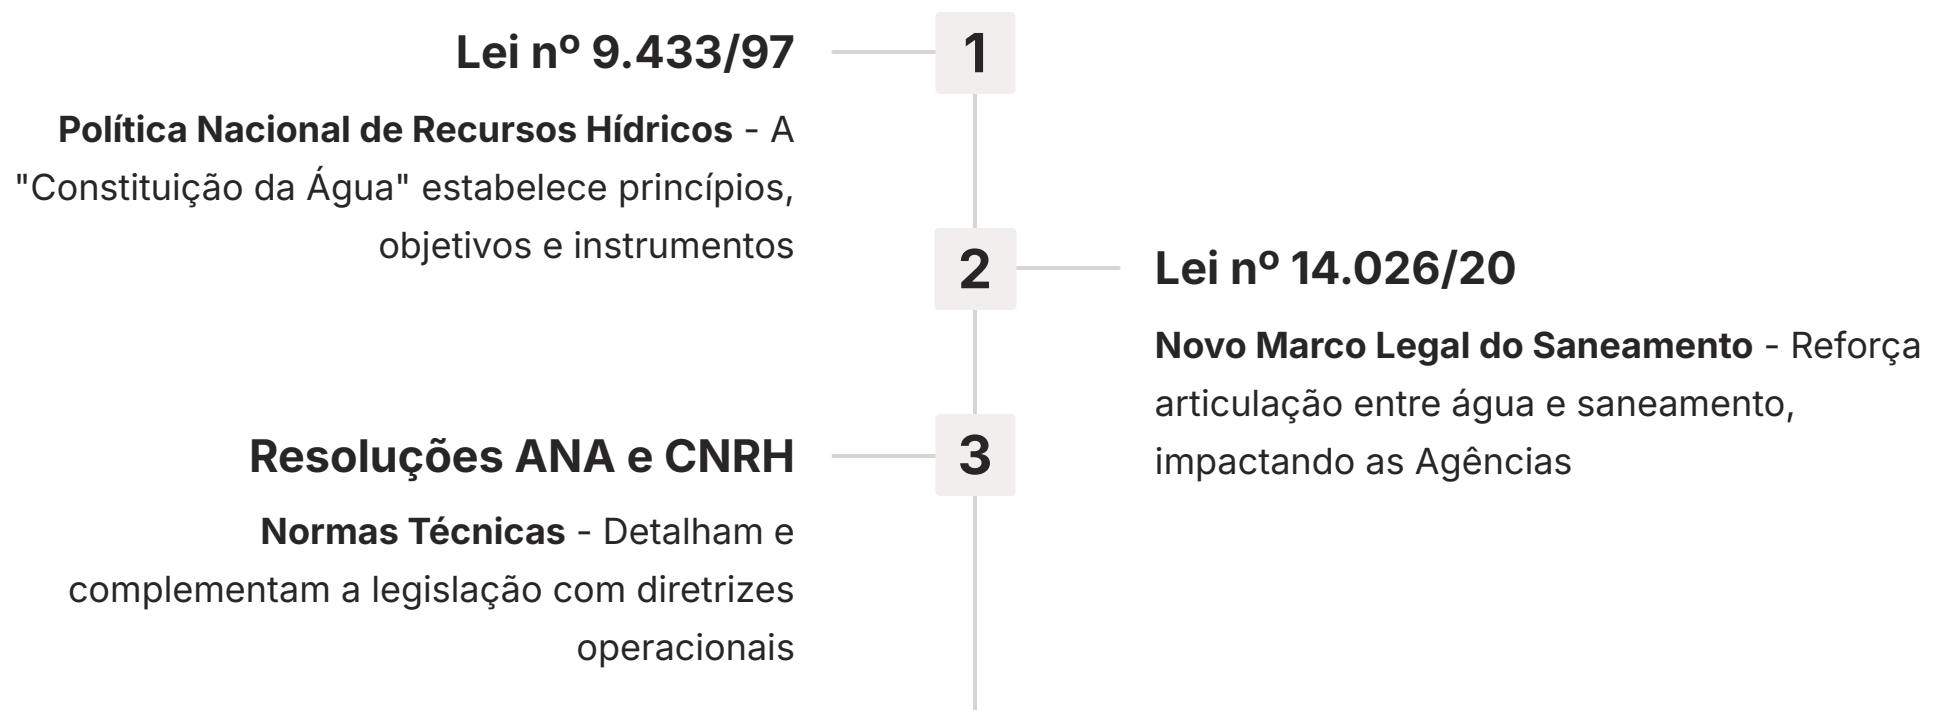 1
Lei nº 9.433/97
Política Nacional de Recursos Hídricos - A
"Constituição da Água" estabelece princípios,
objetivos e instrumentos
2
Lei nº 14.026/20
Novo Marco Legal do Saneamento - Reforça
articulação entre água e saneamento,
impactando as Agências
3
Resoluções ANA e CNRH
Normas Técnicas - Detalham e
complementam a legislação com diretrizes
operacionais